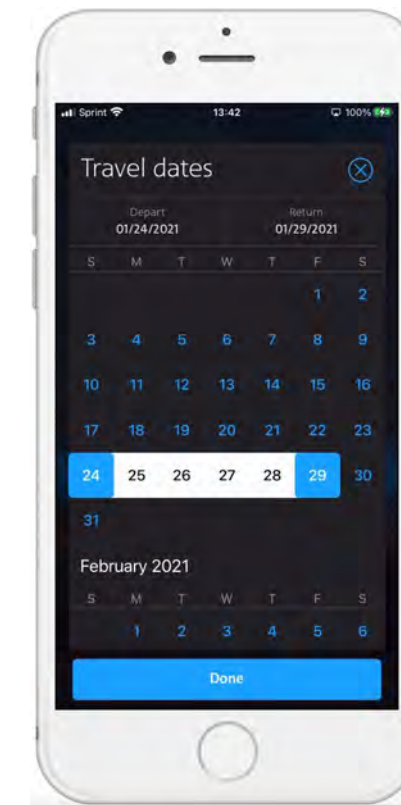 Sprint 13:42 100%
Travel dates
Depart Return
01/24/2021 01/29/2021
S M T W T F S
1 2
3 4 5 6 7 8 9
10 11 12 13 14 15 16
17 18 19 20 21 22 23
24 25 26 27 28 29 30
31
February 2021
S M T W T F S
1 2 3 4 5 6
Done